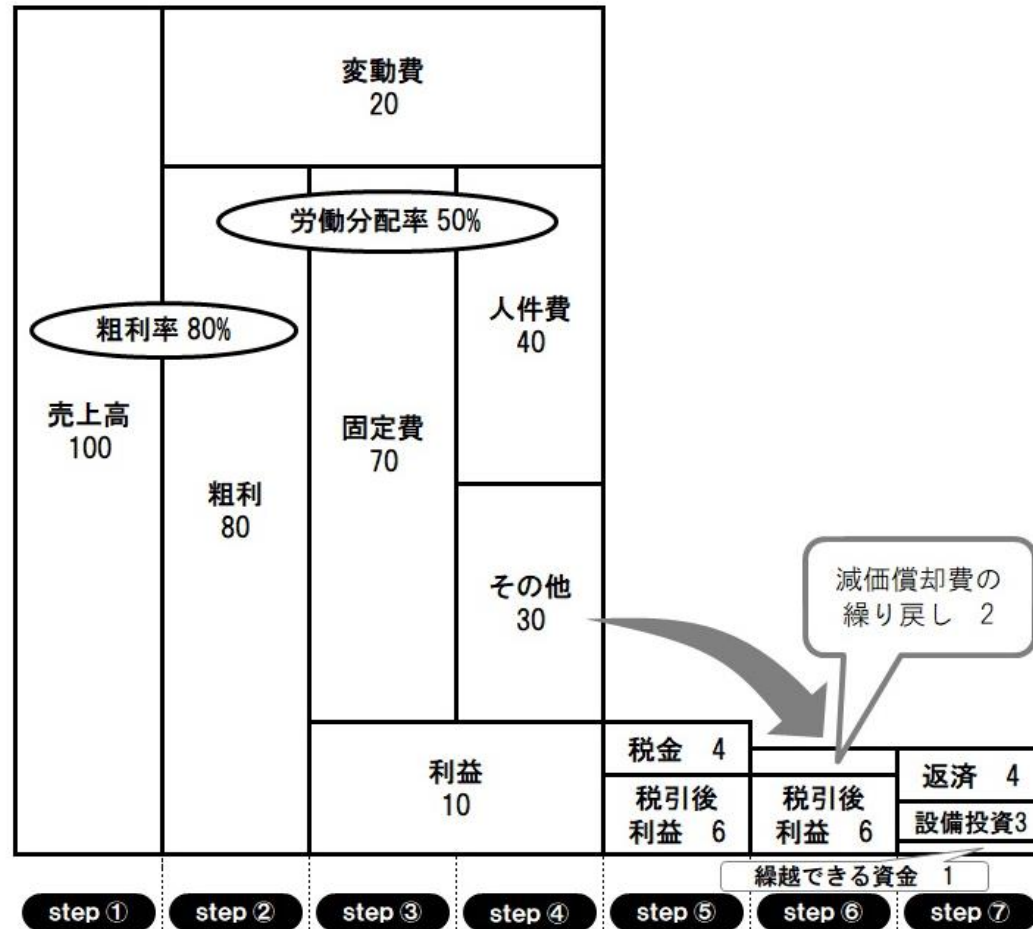 変動費
20
労働分配率 50%
人件費
40
粗利率 80%
売上高
100
固定費
70
粗利
80
その他
30
減価償却費の
繰り戻し 2
利益
10
税金 4
税引後
利益 6
税引後
利益 6
返済 4
設備投資3
繰越できる資金 1
step ①
step ②
step ③
step ④
step ⑤
step ⑥
step ⑦